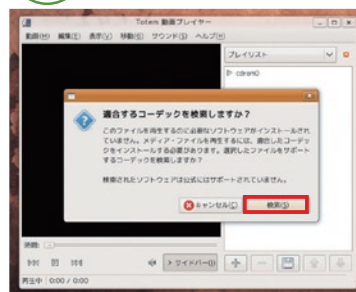 Totem 動画プレイヤー
動画(M) 編集(E) 表示(V) 移動(G) サウンド(S) ヘルプ(H)
プレイリスト
cdrom0
適合するコーデックを検索しますか?
このファイルを再生するのに必要なソフトウェアがインストールされ
ていません。メディア・ファイルを再生するには、適合したコーデッ
クをインストールする必要があります。選択したファイルをサポート
するコーデックを検索しますか?
検索されたソフトウェアは公式にはサポートされていません。
キャンセル(C) 検索(S)
時間:
サイドバー(I)
再生中 0:00 / 0:00